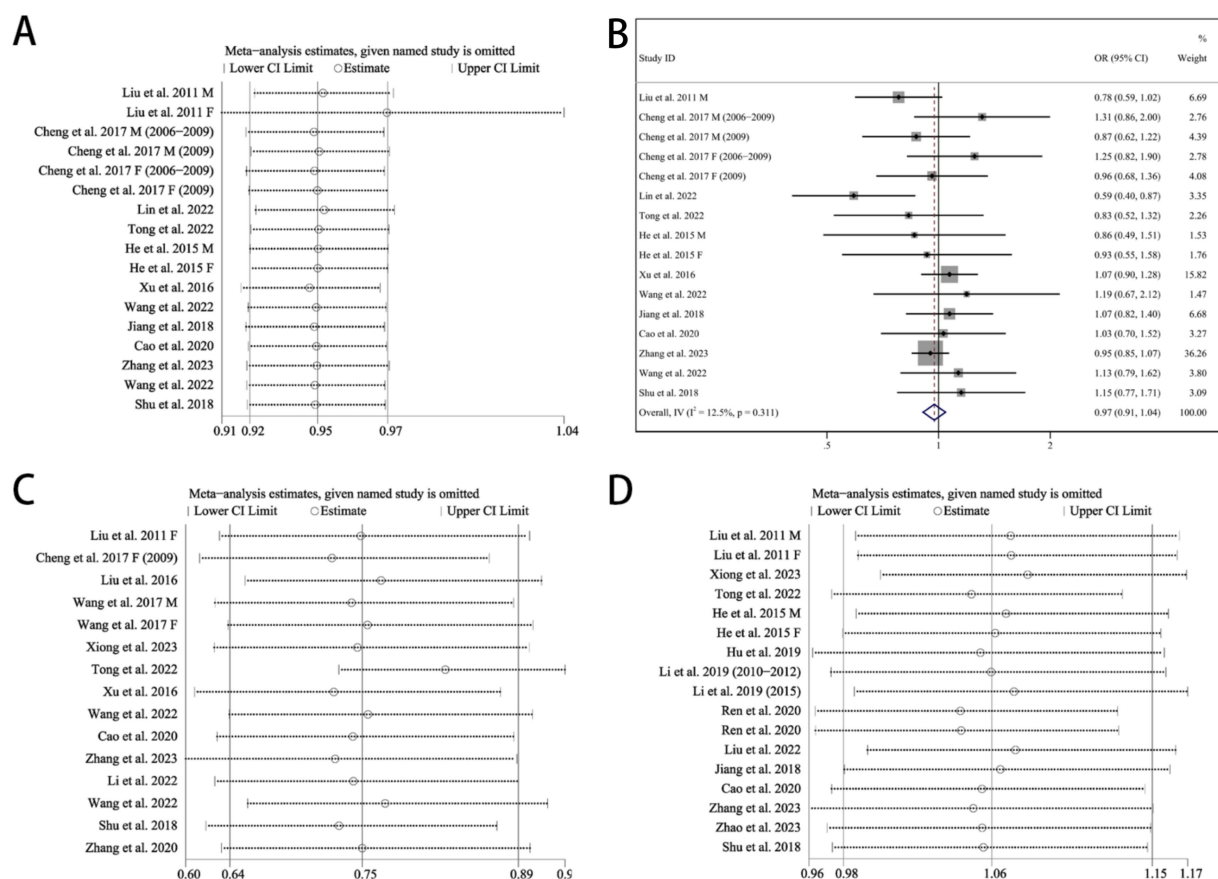 A
Meta−analysis estimates, given named study is omitted
Lower CI Limit Estimate Upper CI Limit
Liu et al. 2011 M
Liu et al. 2011 F
Cheng et al. 2017 M (2006−2009)
Cheng et al. 2017 M (2009)
Cheng et al. 2017 F (2006−2009)
Cheng et al. 2017 F (2009)
Lin et al. 2022
Tong et al. 2022
He et al. 2015 M
He et al. 2015 F
Xu et al. 2016
Wang et al. 2022
Jiang et al. 2018
Cao et al. 2020
Zhang et al. 2023
Wang et al. 2022
Shu et al. 2018
0.91 0.92 0.95 0.97 1.04
B
%
Study ID OR (95% CI) Weight
Liu et al. 2011 M 0.78 (0.59, 1.02) 6.69
Cheng et al. 2017 M (2006−2009) 1.31 (0.86, 2.00) 2.76
Cheng et al. 2017 M (2009) 0.87 (0.62, 1.22) 4.39
Cheng et al. 2017 F (2006−2009) 1.25 (0.82, 1.90) 2.78
Cheng et al. 2017 F (2009) 0.96 (0.68, 1.36) 4.08
Lin et al. 2022 0.59 (0.40, 0.87) 3.35
Tong et al. 2022 0.83 (0.52, 1.32) 2.26
He et al. 2015 M 0.86 (0.49, 1.51) 1.53
He et al. 2015 F 0.93 (0.55, 1.58) 1.76
Xu et al. 2016 1.07 (0.90, 1.28) 15.82
Wang et al. 2022 1.19 (0.67, 2.12) 1.47
Jiang et al. 2018 1.07 (0.82, 1.40) 6.68
Cao et al. 2020 1.03 (0.70, 1.52) 3.27
Zhang et al. 2023 0.95 (0.85, 1.07) 36.26
Wang et al. 2022 1.13 (0.79, 1.62) 3.80
Shu et al. 2018 1.15 (0.77, 1.71) 3.09
Overall, IV (I² = 12.5%, p = 0.311) 0.97 (0.91, 1.04) 100.00
.5 1 2
C
Meta−analysis estimates, given named study is omitted
Lower CI Limit Estimate Upper CI Limit
Liu et al. 2011 F
Cheng et al. 2017 F (2009)
Liu et al. 2016
Wang et al. 2017 M
Wang et al. 2017 F
Xiong et al. 2023
Tong et al. 2022
Xu et al. 2016
Wang et al. 2022
Cao et al. 2020
Zhang et al. 2023
Li et al. 2022
Wang et al. 2022
Shu et al. 2018
Zhang et al. 2020
0.60 0.64 0.75 0.89 0.9
D
Meta−analysis estimates, given named study is omitted
Lower CI Limit Estimate Upper CI Limit
Liu et al. 2011 M
Liu et al. 2011 F
Xiong et al. 2023
Tong et al. 2022
He et al. 2015 M
He et al. 2015 F
Hu et al. 2019
Li et al. 2019 (2010−2012)
Li et al. 2019 (2015)
Ren et al. 2020
Ren et al. 2020
Liu et al. 2022
Jiang et al. 2018
Cao et al. 2020
Zhang et al. 2023
Zhao et al. 2023
Shu et al. 2018
0.96 0.98 1.06 1.15 1.17